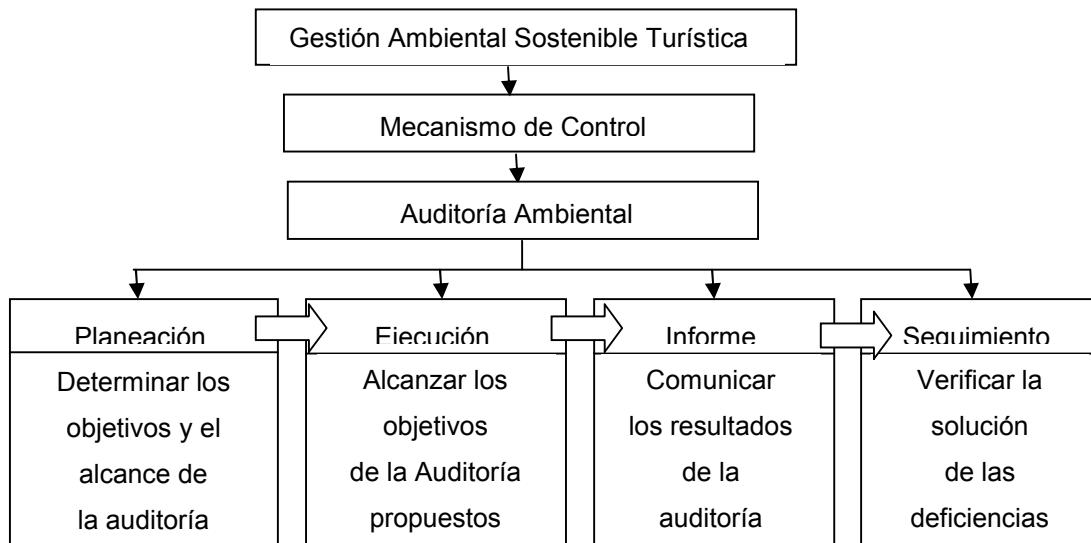 Gestión Ambiental Sostenible Turística
Mecanismo de Control
Auditoría Ambiental
Planeación
Determinar los
objetivos y el
alcance de
la auditoría
Ejecución
Alcanzar los
objetivos
de la Auditoría
propuestos
Informe
Comunicar
los resultados
de la
auditoría
Seguimiento
Verificar la
solución
de las
deficiencias